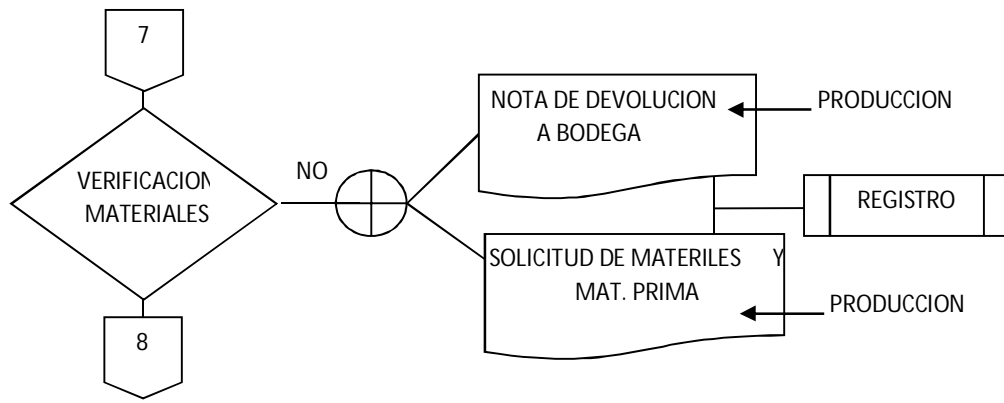 7
NOTA DE DEVOLUCION
A BODEGA
PRODUCCION
NO
VERIFICACION
MATERIALES
REGISTRO
SOLICITUD DE MATERILES Y
MAT. PRIMA
PRODUCCION
8